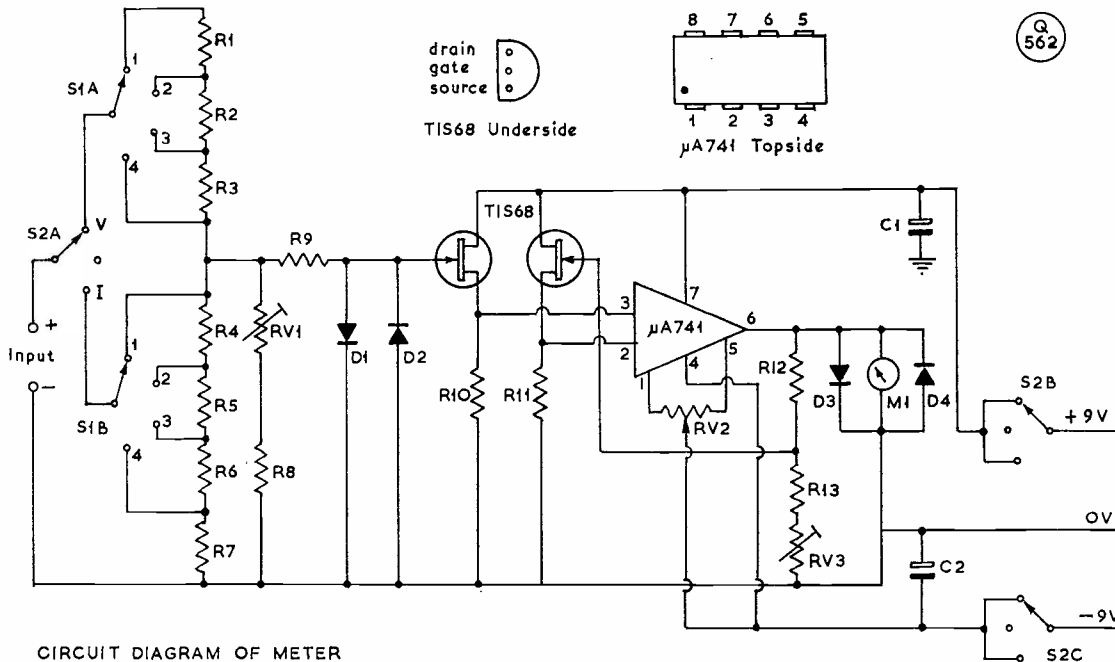 Q
562
8 7 6 5
drain
gate
source
TIS68 Underside
1 2 3 4
µA741 Topside
R1
1
S1A
2
R2
3
4
R3
TIS68
C1
S2A
V
I
R9
+
Input
−
R4
RV1
1
D1
D2
3
7
µA741
6
2
4
5
1
R12
D3
M1
D4
S2B
+9V
2
R5
3
S1B
4
R6
R8
R10
R11
RV2
R13
R7
RV3
0V
C2
−9V
S2C
CIRCUIT DIAGRAM OF METER